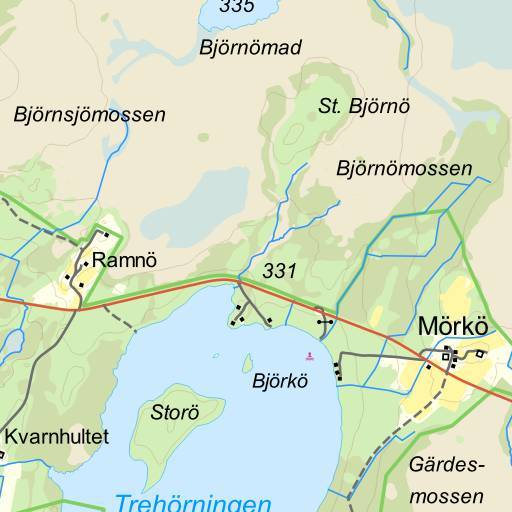 335
Björnömad
St. Björnö
Björnsjömossen
Björnömossen
Ramnö
331
Mörkö
Björkö
Storö
Kvarnhultet
Gärdes-
mossen
Trehörningen